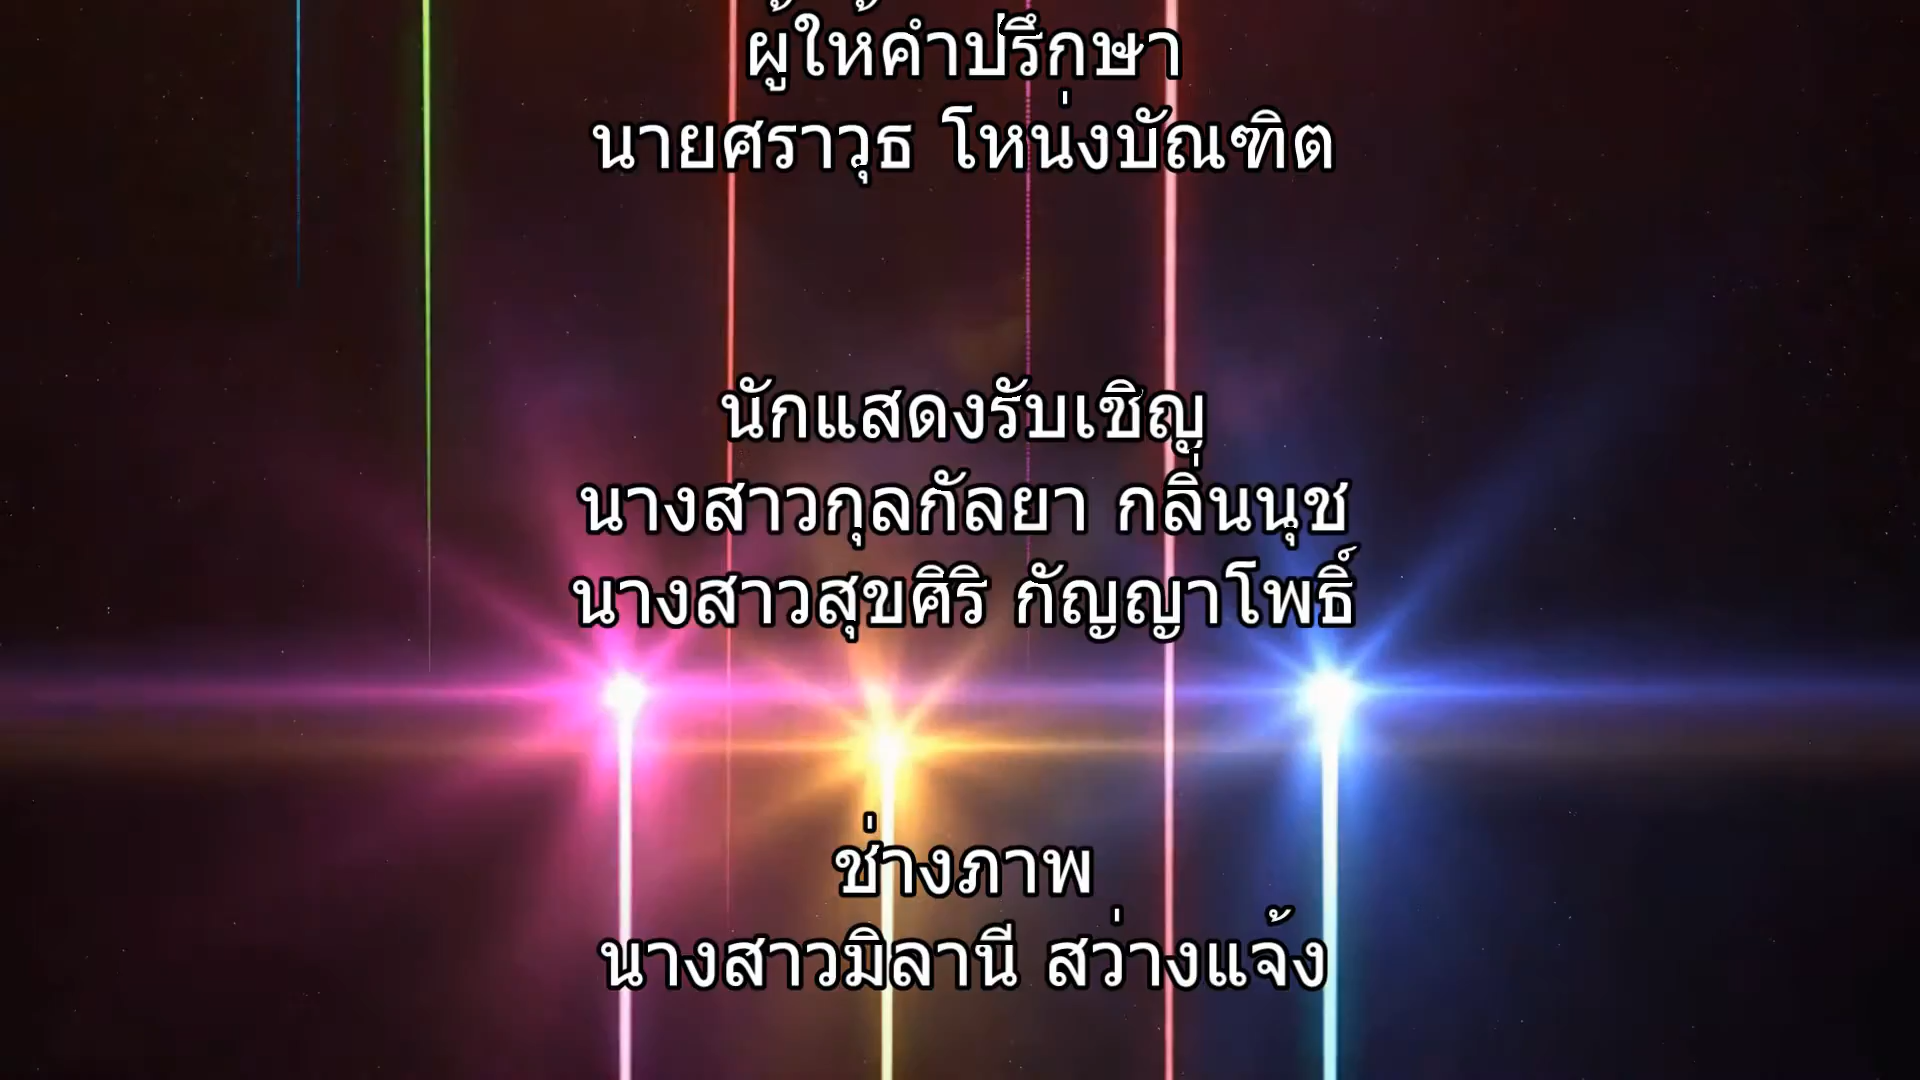 ผู้ให้คำปรึกษา
นายศราวุธ โหน่งบัณฑิต
นักแสดงรับเชิญ
นางสาวกุลกัลยา กลิ่นนุช
นางสาวสุขศิริ กัญญาโพธิ์
ช่างภาพ
นางสาวมิลานี สว่างแจ้ง